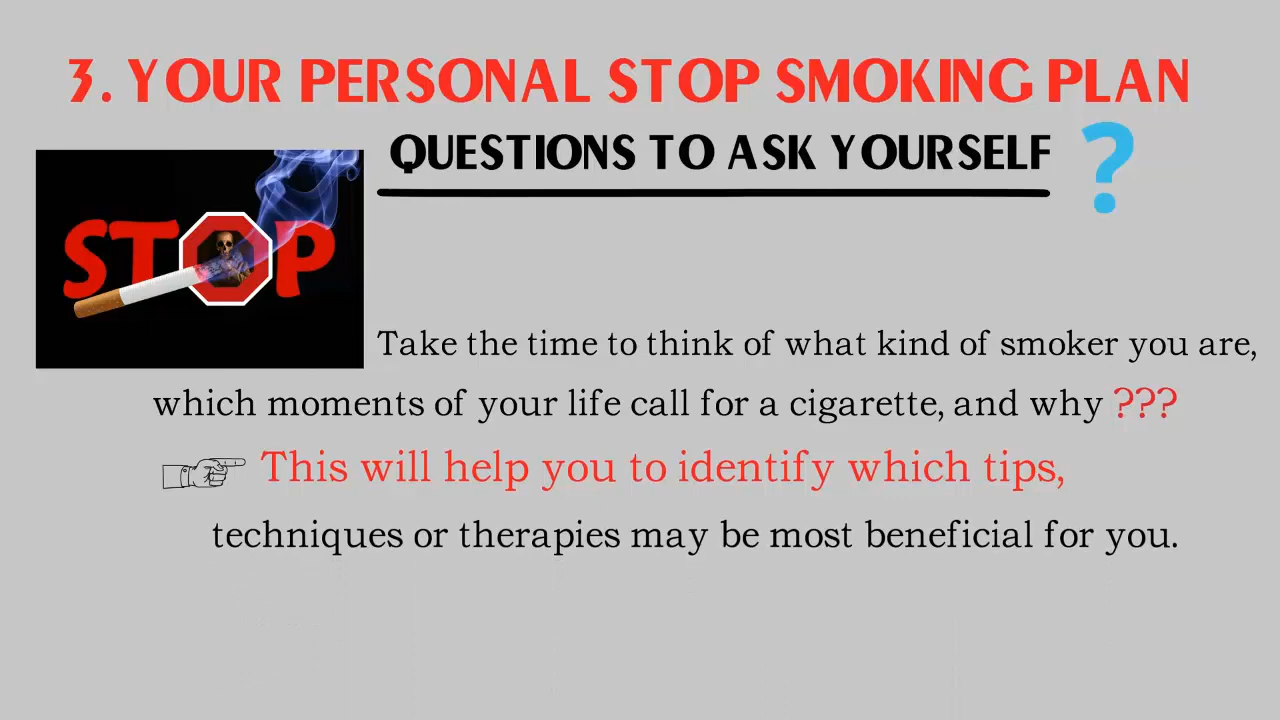 3. YOUR PERSONAL STOP SMOKING PLAN
QUESTIONS TO ASK YOURSELF ?
STOP
Take the time to think of what kind of smoker you are,
which moments of your life call for a cigarette, and why ???
This will help you to identify which tips,
techniques or therapies may be most beneficial for you.